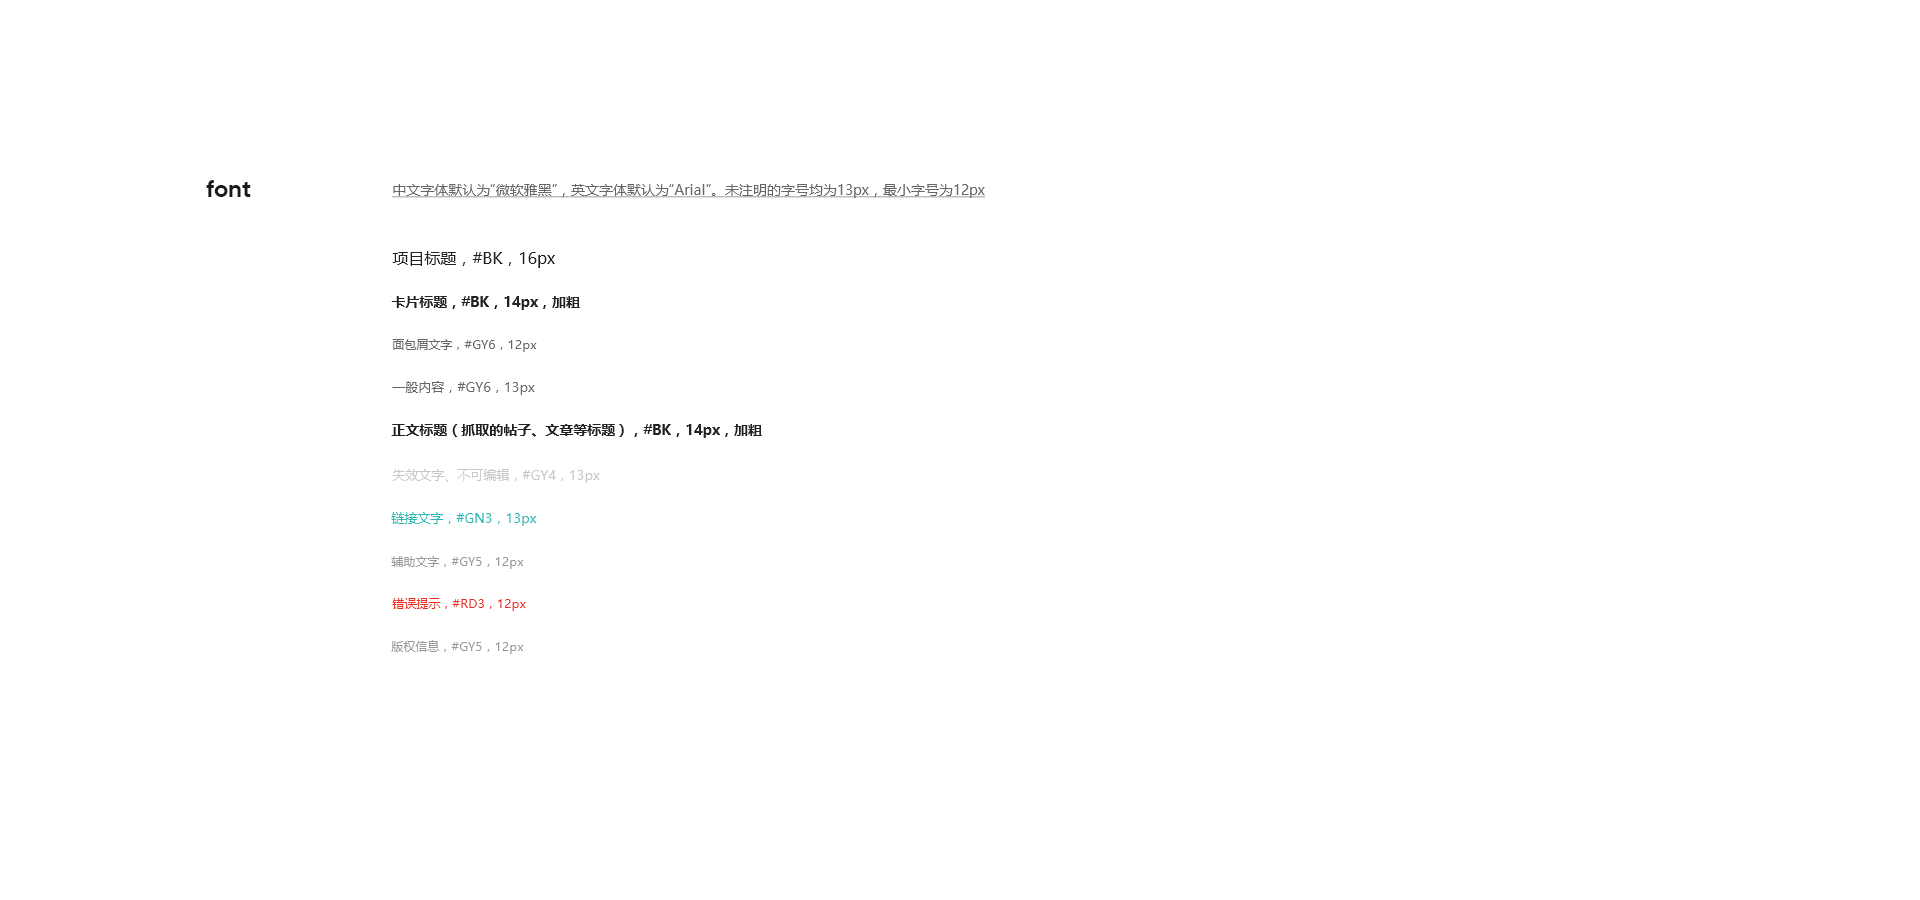 font
中文字体默认为“微软雅黑”，英文字体默认为“Arial”。未注明的字号均为13px，最小字号为12px
项目标题，#BK，16px
卡片标题，#BK，14px，加粗
面包屑文字，#GY6，12px
一般内容，#GY6，13px
正文标题（抓取的帖子、文章等标题），#BK，14px，加粗
失效文字、不可编辑，#GY4，13px
链接文字，#GN3，13px
辅助文字，#GY5，12px
错误提示，#RD3，12px
版权信息，#GY5，12px